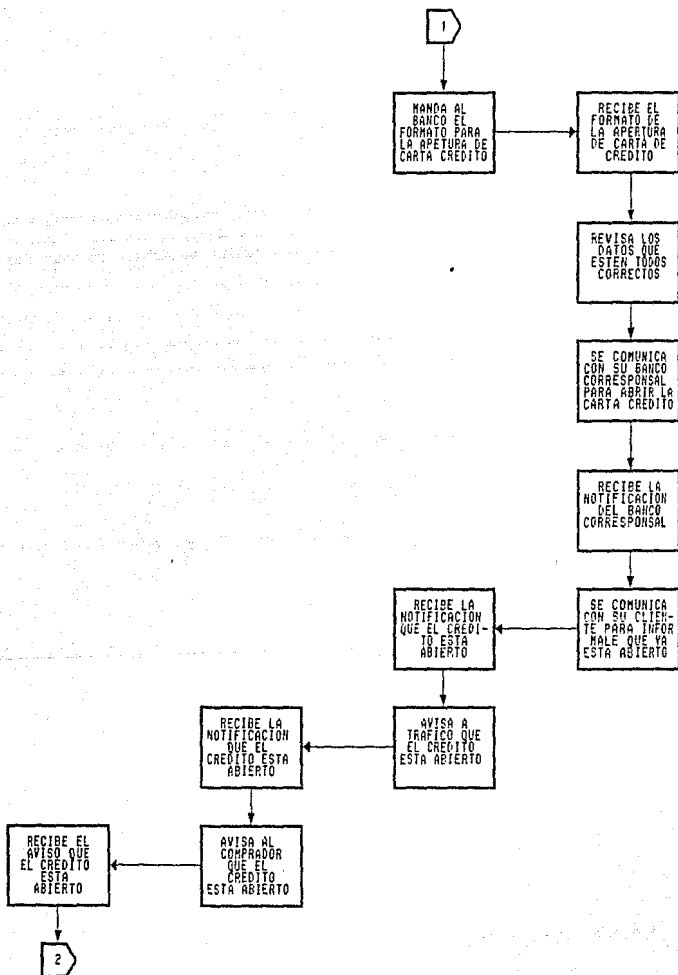 1
MANDA AL
BANCO EL
FORMATO PARA
LA APETURA DE
CARTA CREDITO
RECIBE EL
FORMATO DE
LA APERTURA
DE CARTA DE
CREDITO
REVISA LOS
DATOS QUE
ESTEN TODOS
CORRECTOS
SE COMUNICA
CON SU BANCO
CORRESPONSAL
PARA ABRIR LA
CARTA CREDITO
RECIBE LA
NOTIFICACION
DEL BANCO
CORRESPONSAL
SE COMUNICA
CON SU CLIEN-
TE PARA INFOR
MALE QUE YA
ESTA ABIERTO
RECIBE LA
NOTIFICACION
QUE EL CREDI-
TO ESTA
ABIERTO
AVISA A
TRAFICO QUE
EL CREDITO
ESTA ABIERTO
RECIBE LA
NOTIFICACION
QUE EL
CREDITO ESTA
ABIERTO
AVISA AL
COMPRADOR
QUE EL
CREDITO
ESTA ABIERTO
RECIBE EL
AVISO QUE
EL CREDITO
ESTA
ABIERTO
2